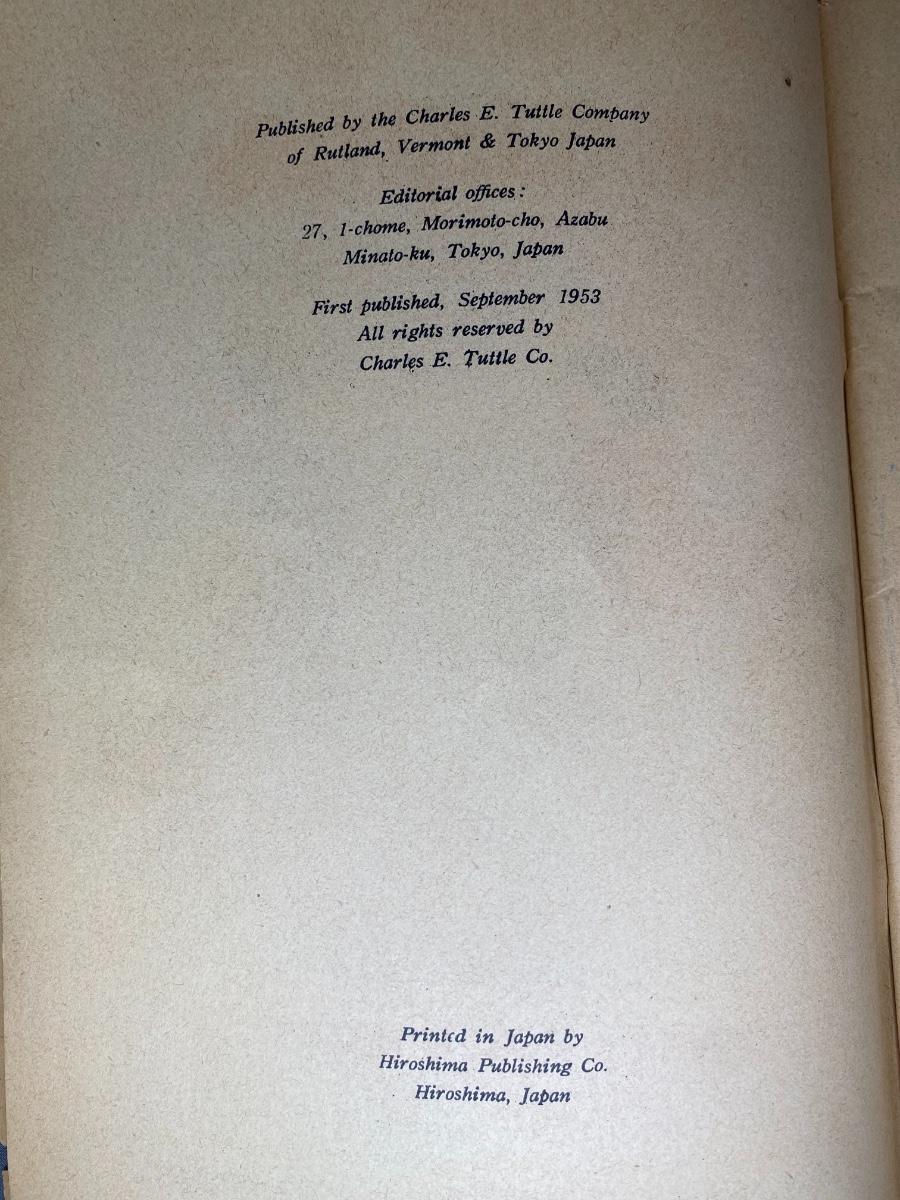 Published by the Charles E. Tuttle Company
of Rutland, Vermont & Tokyo Japan
Editorial offices:
27, 1-chome, Morimoto-cho, Azabu
Minato-ku, Tokyo, Japan
First published, September 1953
All rights reserved by
Charles E. Tuttle Co.
Printed in Japan by
Hiroshima Publishing Co.
Hiroshima, Japan